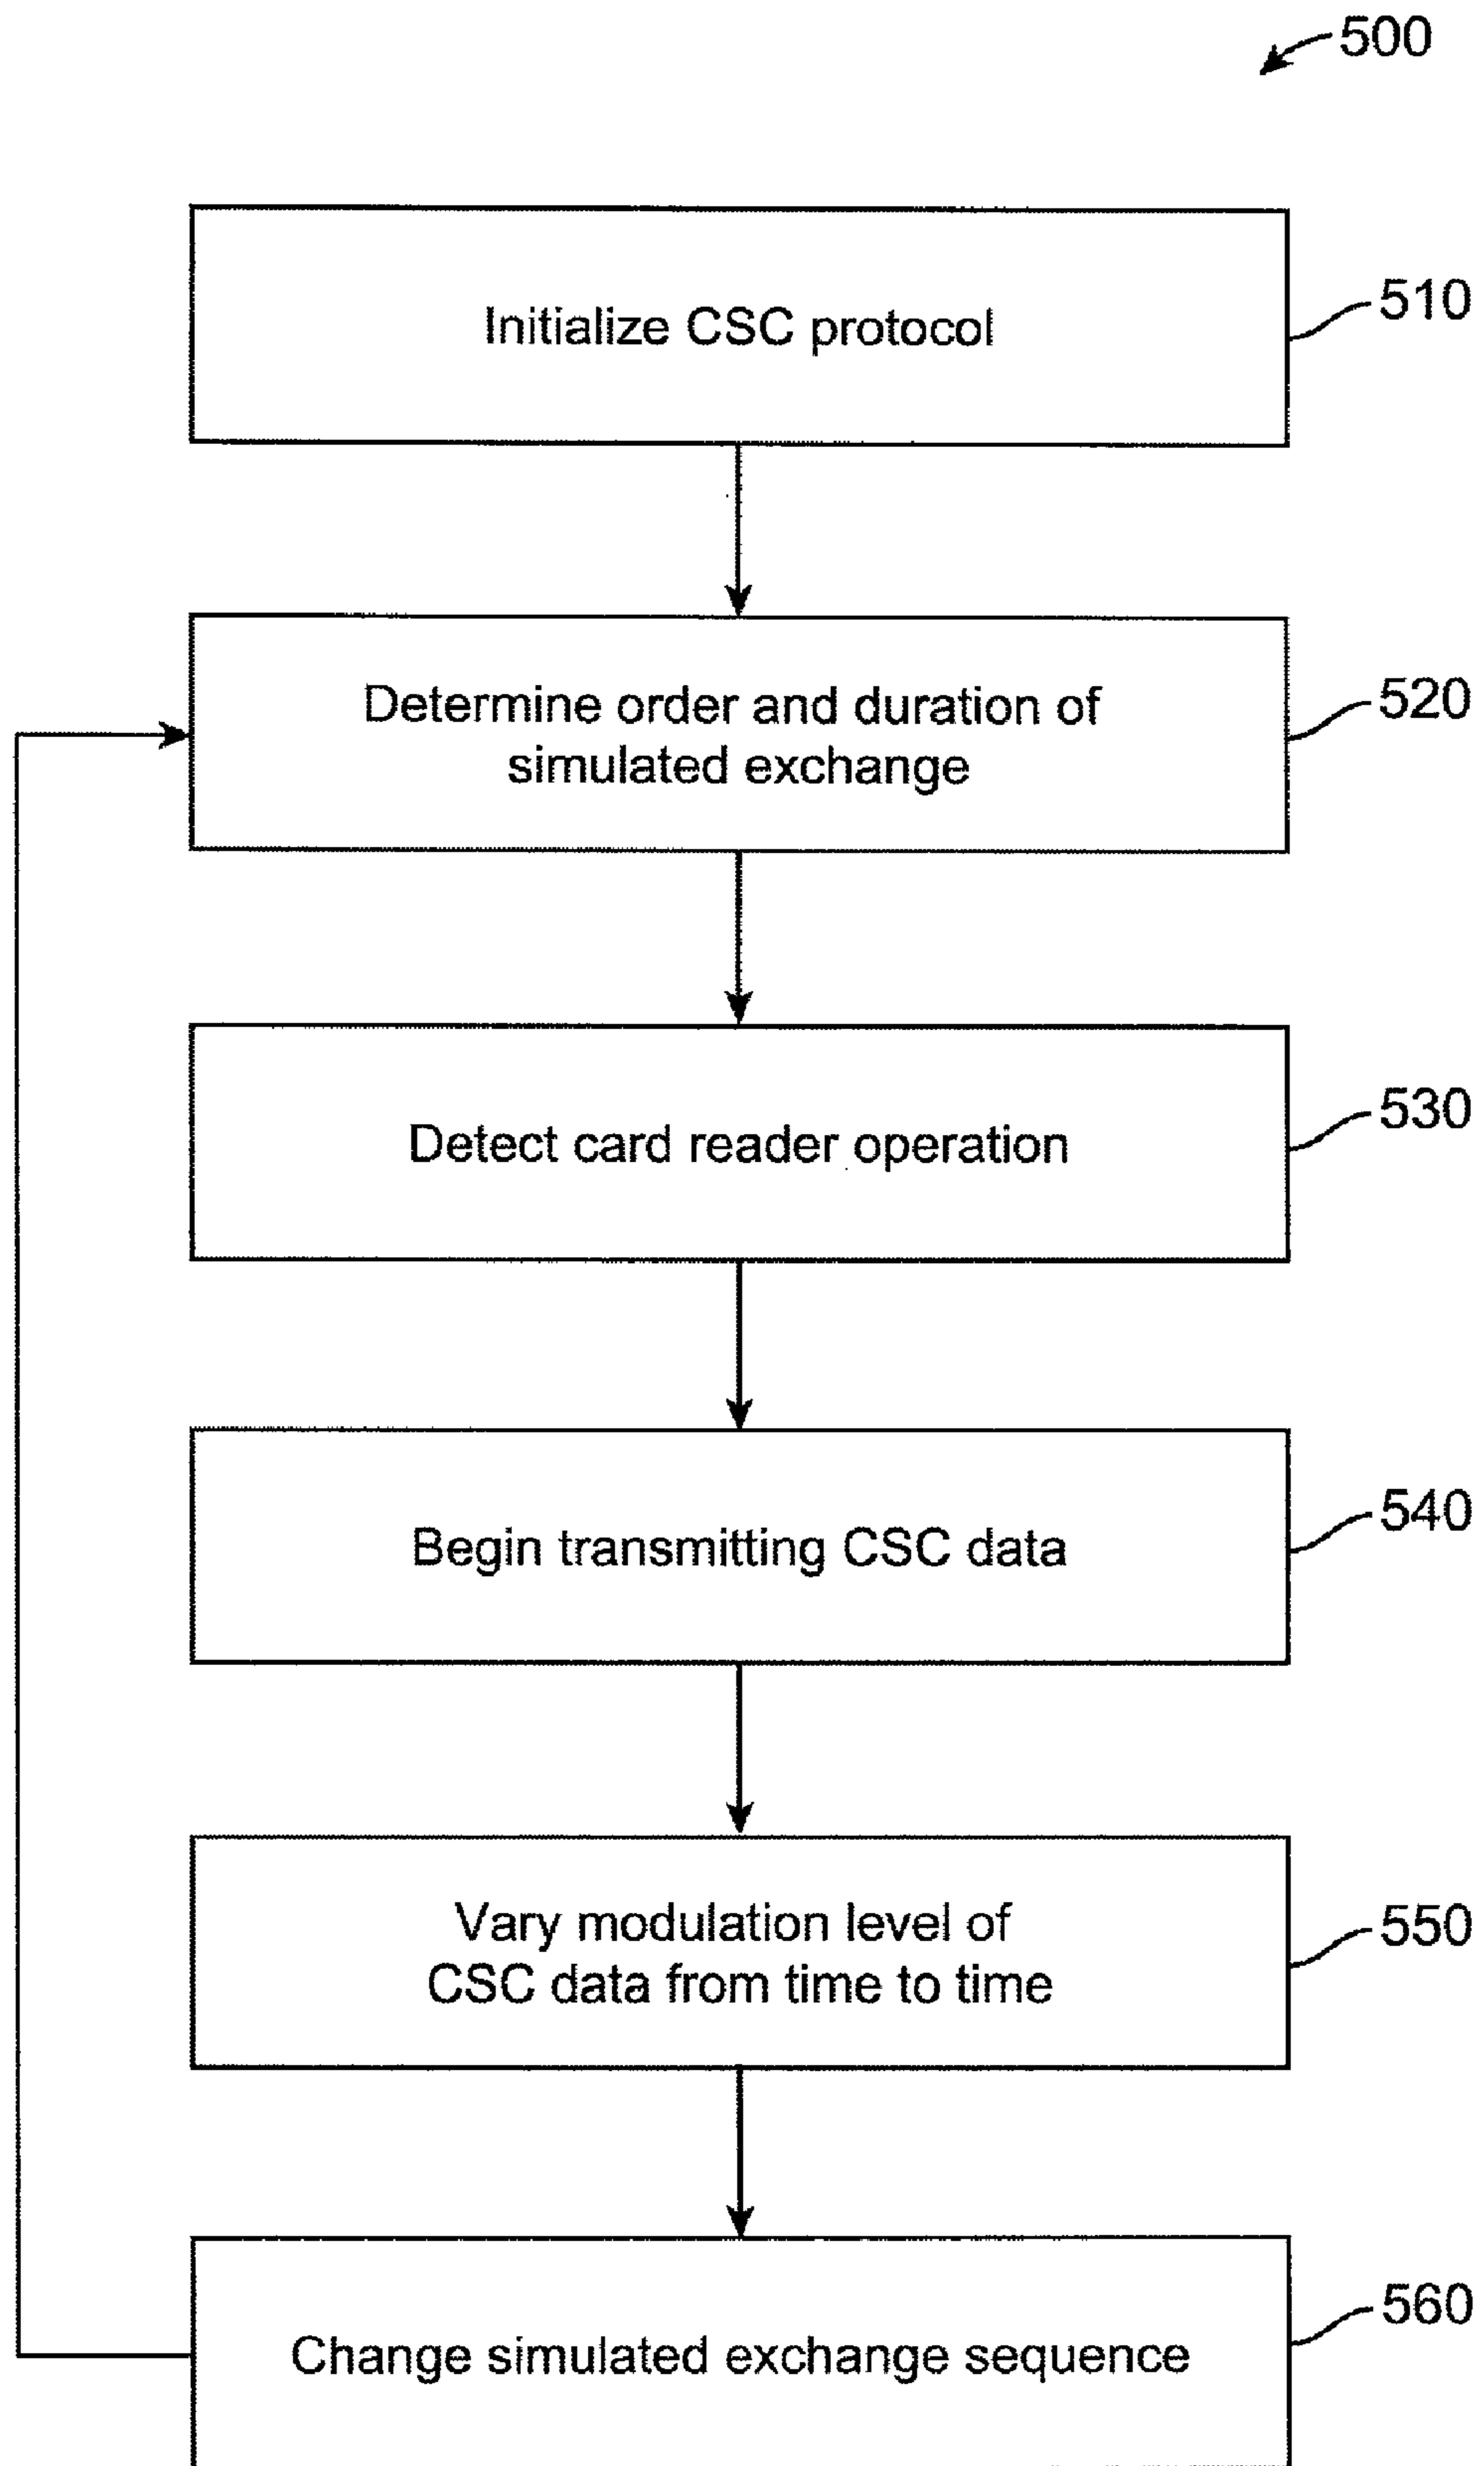 500
Initialize CSC protocol
510
Determine order and duration of
simulated exchange
520
Detect card reader operation
530
Begin transmitting CSC data
540
Vary modulation level of
CSC data from time to time
550
Change simulated exchange sequence
560